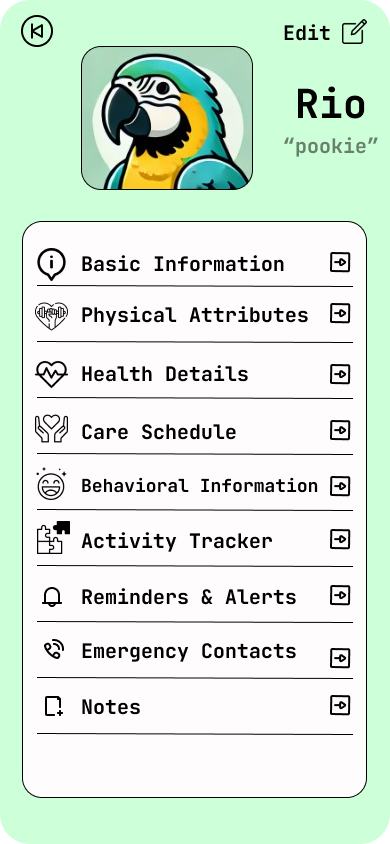 Edit
Rio
“pookie”
Basic Information
Physical Attributes
Health Details
Care Schedule
Behavioral Information
Activity Tracker
Reminders & Alerts
Emergency Contacts
Notes